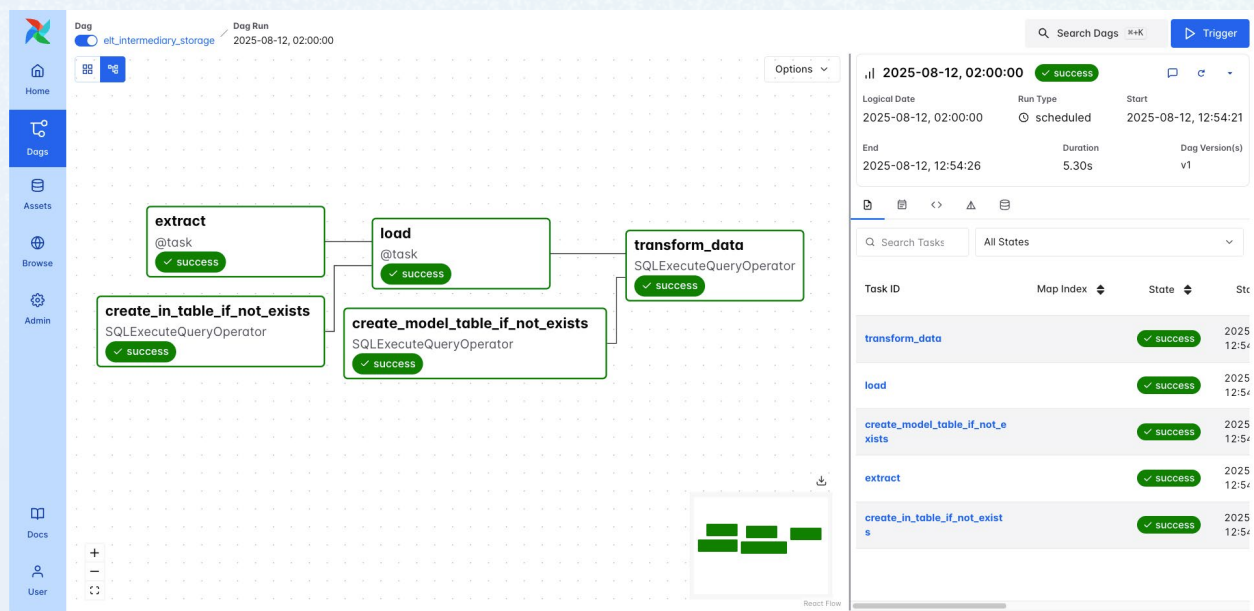 Dag
elt_intermediary_storage
/
Dag Run
2025-08-12, 02:00:00
Search Dags ⌘+K
Trigger
Home
Dags
Assets
Browse
Admin
Docs
User
Options
extract
@task
success
create_in_table_if_not_exists
SQLExecuteQueryOperator
success
load
@task
success
create_model_table_if_not_exists
SQLExecuteQueryOperator
success
transform_data
SQLExecuteQueryOperator
success
React Flow
2025-08-12, 02:00:00 success
Logical Date Run Type Start
2025-08-12, 02:00:00 scheduled 2025-08-12, 12:54:21
End Duration Dag Version(s)
2025-08-12, 12:54:26 5.30s v1
Search Tasks
All States
Task ID Map Index State
transform_data success 2025
load success 2025
create_model_table_if_not_e
xists success 2025
extract success 2025
create_in_table_if_not_exist
s success 2025